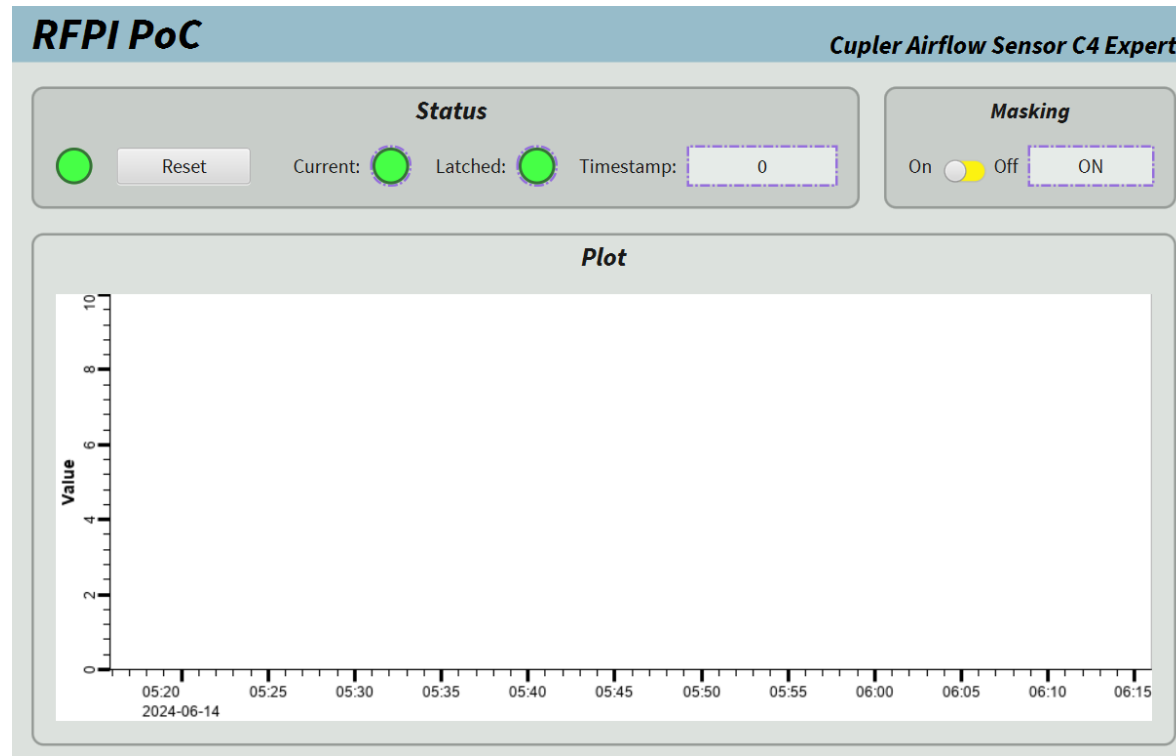 RFPI PoC
Cupler Airflow Sensor C4 Expert
Status
Reset Current: Latched: Timestamp: 0
Masking
On Off ON
Plot
10
8
6
4
2
0
Value
05:20 05:25 05:30 05:35 05:40 05:45 05:50 05:55 06:00 06:05 06:10 06:15
2024-06-14